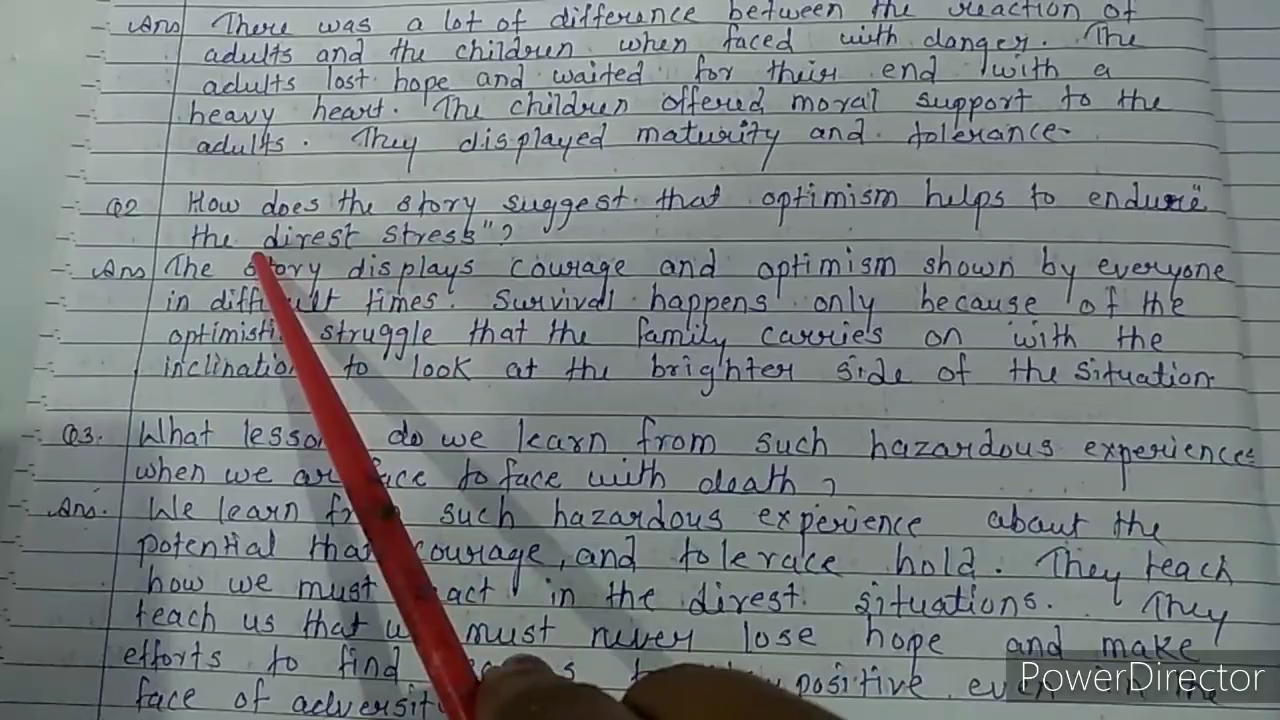 Ans There was a lot of difference between the reaction of
adults and the children when faced with danger. The
adults lost hope and waited for their end with a
heavy heart. The children offered moral support to the
adults. They displayed maturity and tolerance.
Q2 How does the story suggest that optimism helps to endure"
the direst stress"?
Ans The story displays courage and optimism shown by everyone
in difficult times. Survival happens only because of the
optimistic struggle that the family carries on with the
inclination to look at the brighter side of the situation.
Q3. What lesson do we learn from such hazardous experiences
when we are face to face with death ?
Ans. We learn from such hazardous experience about the
potential that courage, and tolerace hold. They teach
how we must react in the direst situations. They
teach us that we must never lose hope and make
efforts to find positive even in the
face of adversity
PowerDirector